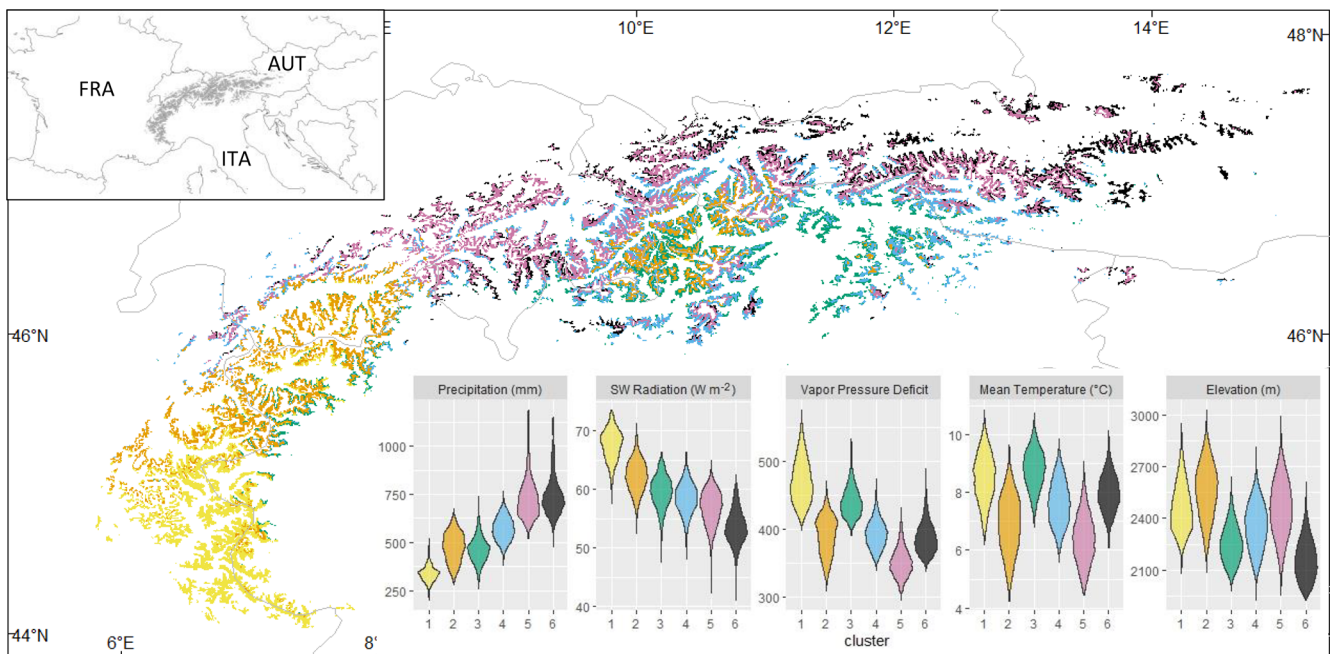 E
10°E
12°E
14°E
48°N
FRA
AUT
ITA
46°N
46°N
Precipitation (mm)
SW Radiation (W m⁻²)
Vapor Pressure Deficit
Mean Temperature (°C)
Elevation (m)
1000
750
500
250
70
60
50
40
500
400
300
10
8
6
4
3000
2700
2400
2100
1 2 3 4 5 6
1 2 3 4 5 6
1 2 3 4 5 6
1 2 3 4 5 6
1 2 3 4 5 6
cluster
44°N
6°E
8°